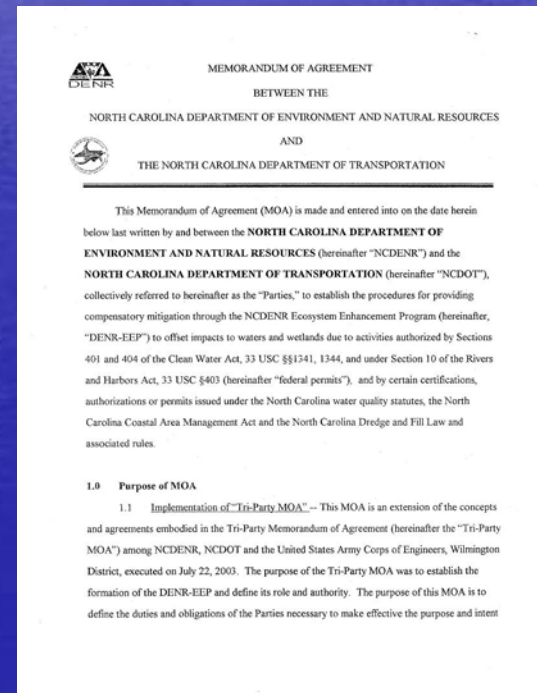 DENR
MEMORANDUM OF AGREEMENT
BETWEEN THE
NORTH CAROLINA DEPARTMENT OF ENVIRONMENT AND NATURAL RESOURCES
AND
THE NORTH CAROLINA DEPARTMENT OF TRANSPORTATION
This Memorandum of Agreement (MOA) is made and entered into on the date herein
below last written by and between the NORTH CAROLINA DEPARTMENT OF
ENVIRONMENT AND NATURAL RESOURCES (hereinafter "NCDENR") and the
NORTH CAROLINA DEPARTMENT OF TRANSPORTATION (hereinafter "NCDOT"),
collectively referred to hereinafter as the "Parties," to establish the procedures for providing
compensatory mitigation through the NCDENR Ecosystem Enhancement Program (hereinafter,
"DENR-EEP") to offset impacts to waters and wetlands due to activities authorized by Sections
401 and 404 of the Clean Water Act, 33 USC §§1341, 1344, and under Section 10 of the Rivers
and Harbors Act, 33 USC §403 (hereinafter "federal permits"), and by certain certifications,
authorizations or permits issued under the North Carolina water quality statutes, the North
Carolina Coastal Area Management Act and the North Carolina Dredge and Fill Law and
associated rules.
1.0 Purpose of MOA
1.1 Implementation of "Tri-Party MOA" -- This MOA is an extension of the concepts
and agreements embodied in the Tri-Party Memorandum of Agreement (hereinafter the "Tri-Party
MOA") among NCDENR, NCDOT and the United States Army Corps of Engineers, Wilmington
District, executed on July 22, 2003. The purpose of the Tri-Party MOA was to establish the
formation of the DENR-EEP and define its role and authority. The purpose of this MOA is to
define the duties and obligations of the Parties necessary to make effective the purpose and intent